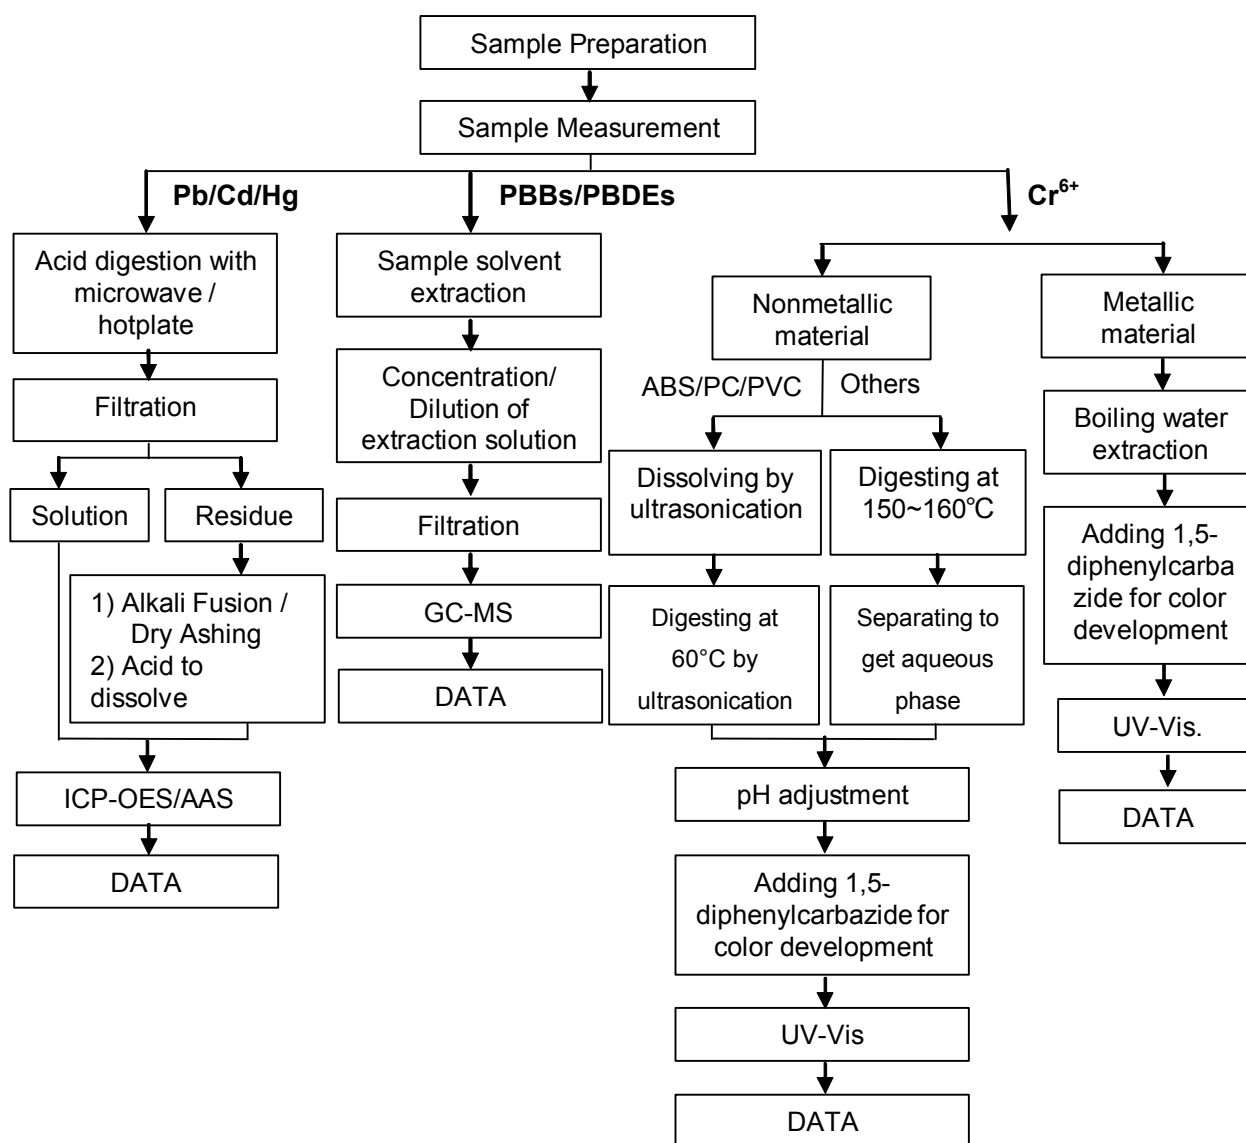 Sample Preparation
Sample Measurement
Pb/Cd/Hg
PBBs/PBDEs
Cr⁶⁺
Acid digestion with
microwave /
hotplate
Filtration
Solution
Residue
1) Alkali Fusion /
Dry Ashing
2) Acid to
dissolve
ICP-OES/AAS
DATA
Sample solvent
extraction
Concentration/
Dilution of
extraction solution
Filtration
GC-MS
DATA
Nonmetallic
material
ABS/PC/PVC
Others
Dissolving by
ultrasonication
Digesting at
60°C by
ultrasonication
Digesting at
150~160℃
Separating to
get aqueous
phase
pH adjustment
Adding 1,5-
diphenylcarbazide for
color development
UV-Vis
DATA
Metallic
material
Boiling water
extraction
Adding 1,5-
diphenylcarba
zide for color
development
UV-Vis.
DATA